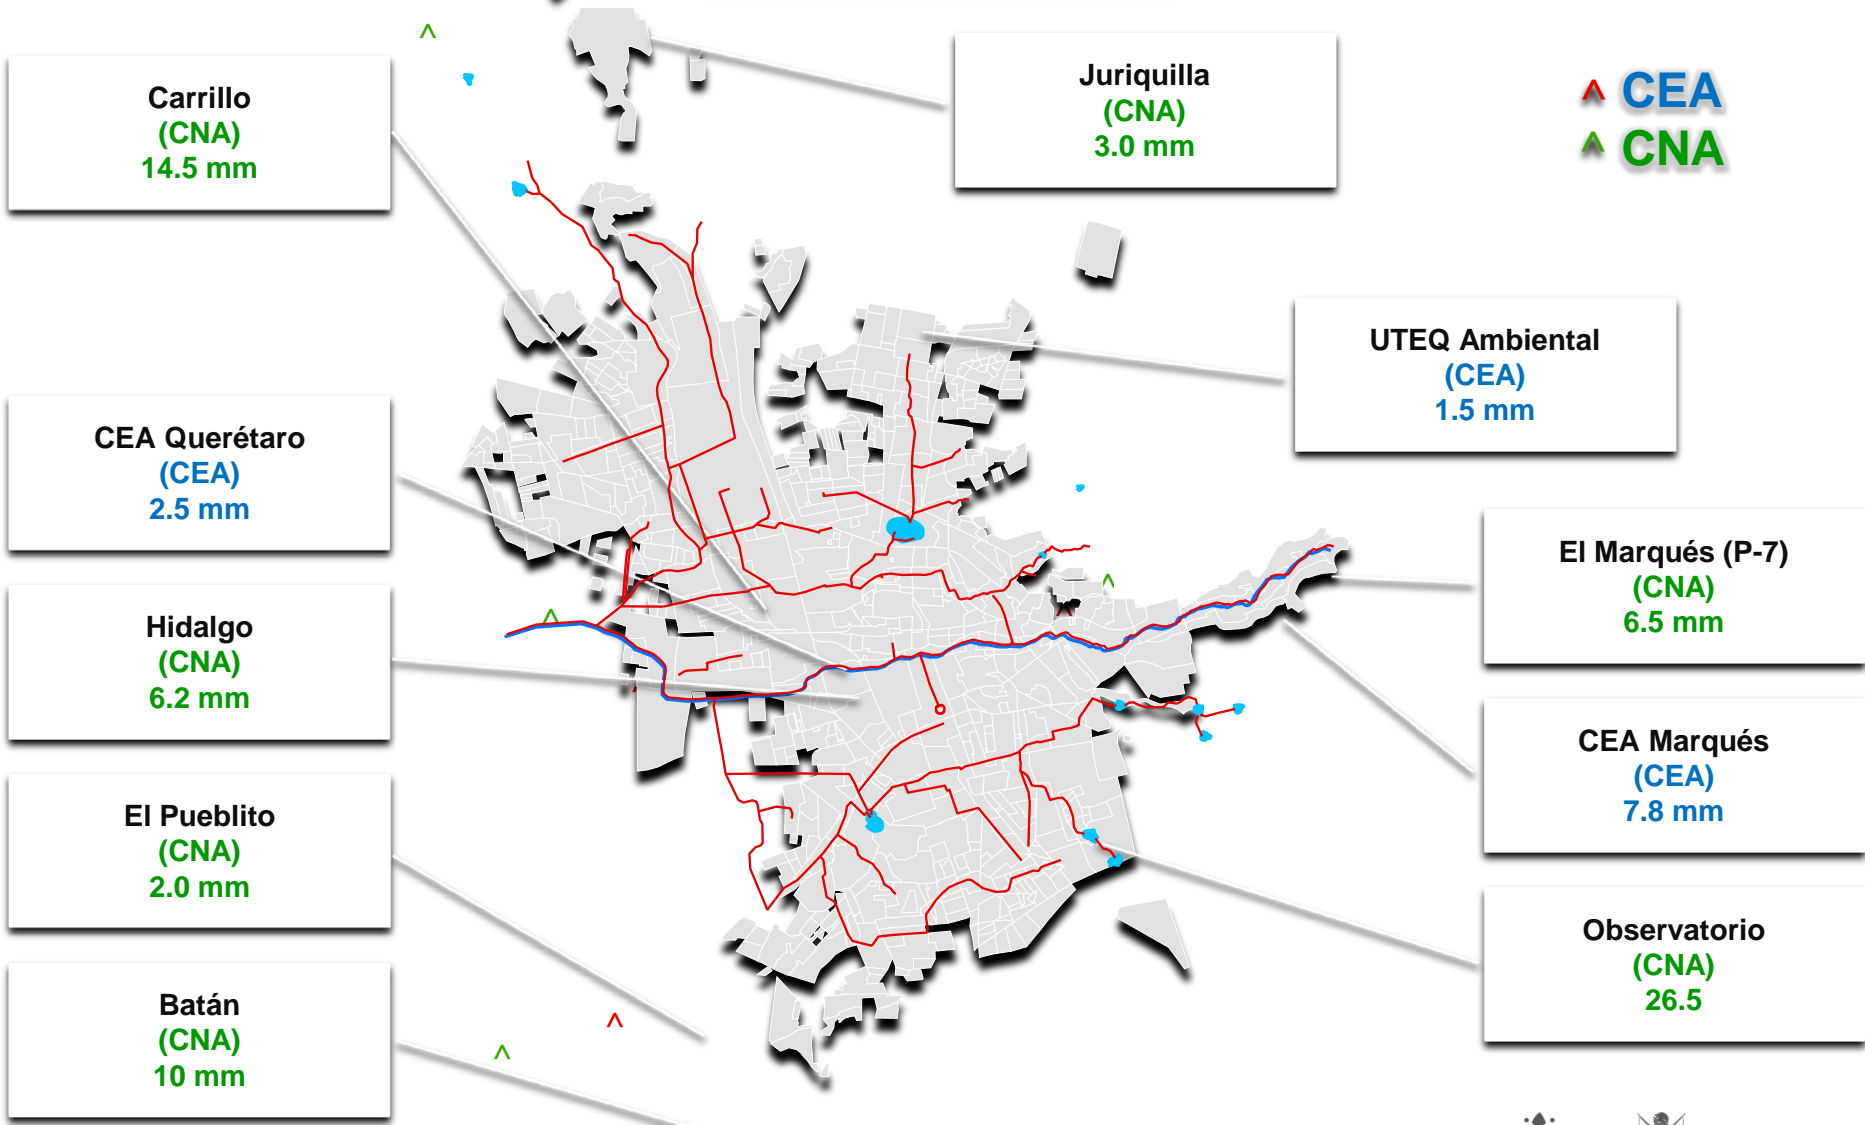 Carrillo
(CNA)
14.5 mm
Juriquilla
(CNA)
3.0 mm
CEA
CNA
UTEQ Ambiental
(CEA)
1.5 mm
CEA Querétaro
(CEA)
2.5 mm
El Marqués (P-7)
(CNA)
6.5 mm
Hidalgo
(CNA)
6.2 mm
CEA Marqués
(CEA)
7.8 mm
El Pueblito
(CNA)
2.0 mm
Observatorio
(CNA)
26.5
Batán
(CNA)
10 mm